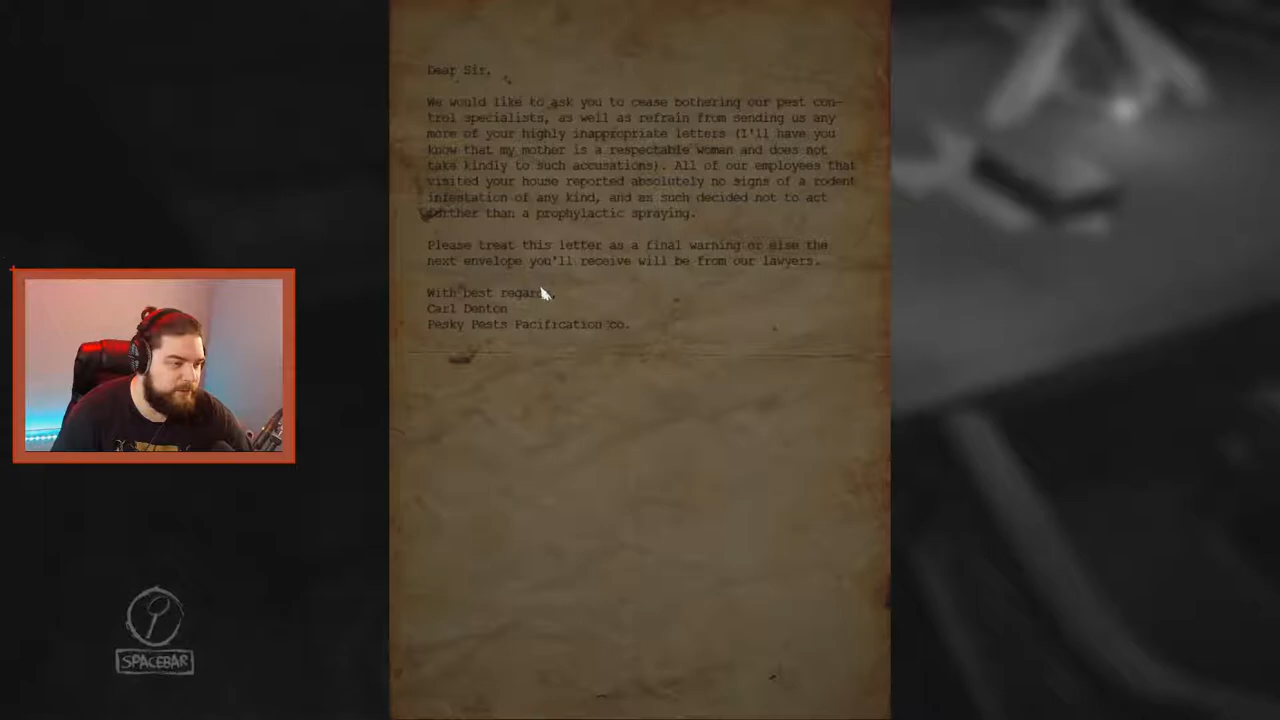 Dear Sir,
We would like to ask you to cease bothering our pest con-
trol specialists, as well as refrain from sending us any
more of your highly inappropriate letters (I'll have you
know that my mother is a respectable woman and does not
take kindly to such accusations). All of our employees that
visited your house reported absolutely no signs of a rodent
infestation of any kind, and as such decided not to act
further than a prophylactic spraying.
Please treat this letter as a final warning or else the
next envelope you'll receive will be from our lawyers.
With best regards,
Carl Denton
Pesky Pests Pacification co.
SPACEBAR